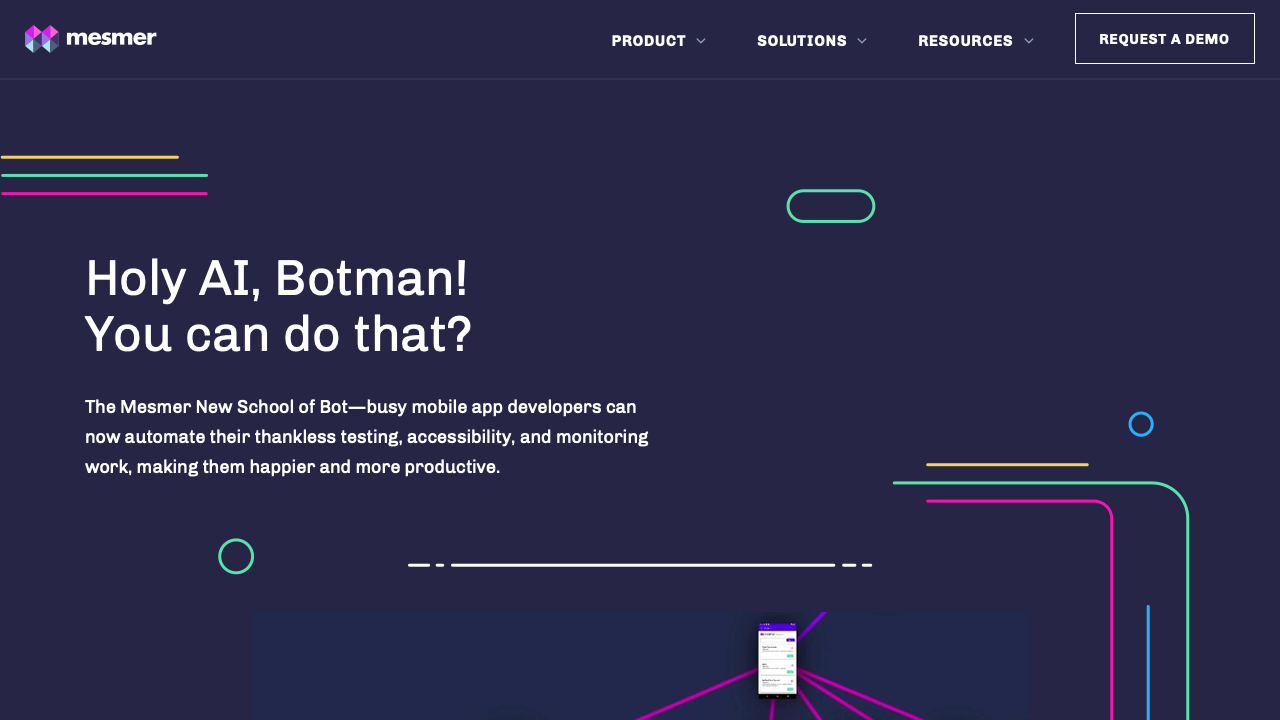 mesmer
PRODUCT
SOLUTIONS
RESOURCES
REQUEST A DEMO
Holy AI, Botman!
You can do that?
The Mesmer New School of Bot—busy mobile app developers can
now automate their thankless testing, accessibility, and monitoring
work, making them happier and more productive.